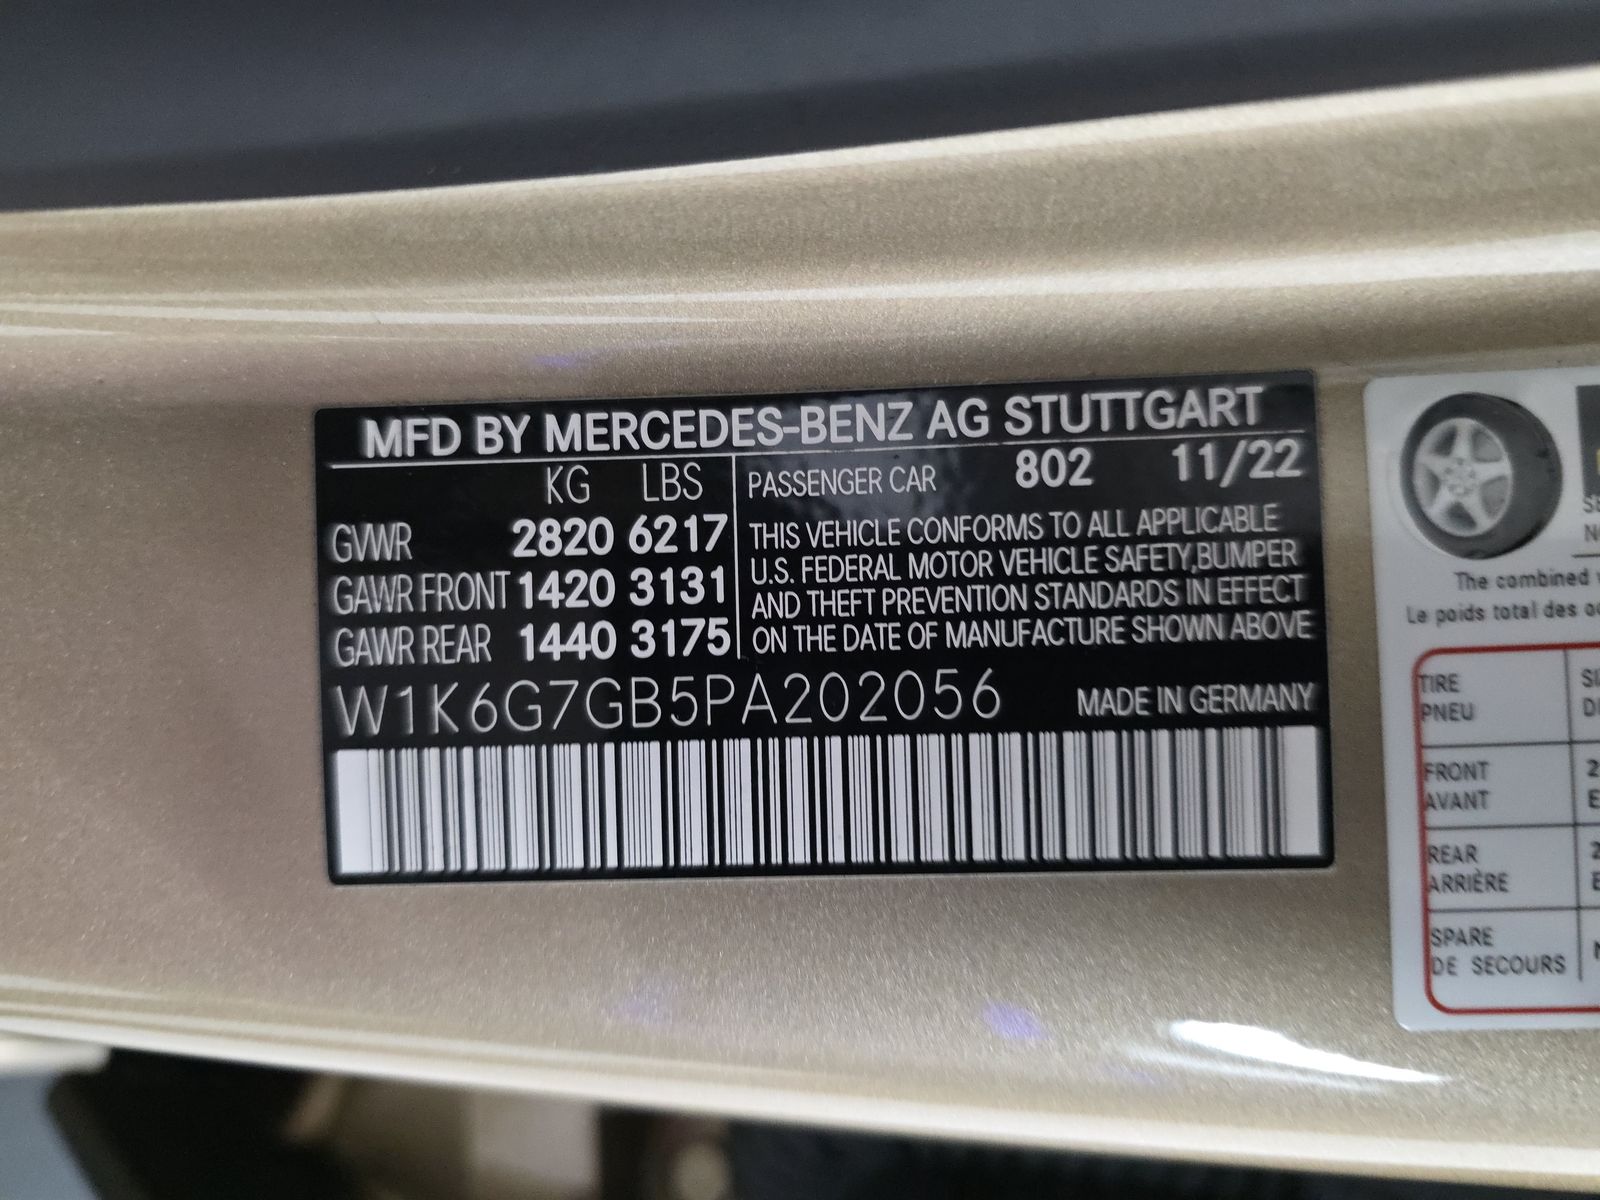 MFD BY MERCEDES-BENZ AG STUTTGART
KG LBS
GVWR 2820 6217
GAWR FRONT 1420 3131
GAWR REAR 1440 3175
PASSENGER CAR 802 11/22
THIS VEHICLE CONFORMS TO ALL APPLICABLE
U.S. FEDERAL MOTOR VEHICLE SAFETY,BUMPER
AND THEFT PREVENTION STANDARDS IN EFFECT
ON THE DATE OF MANUFACTURE SHOWN ABOVE
W1K6G7GB5PA202056 MADE IN GERMANY
The combined
Le poids total des
TIRE
PNEU
FRONT
AVANT
REAR
ARRIÈRE
SPARE
DE SECOURS